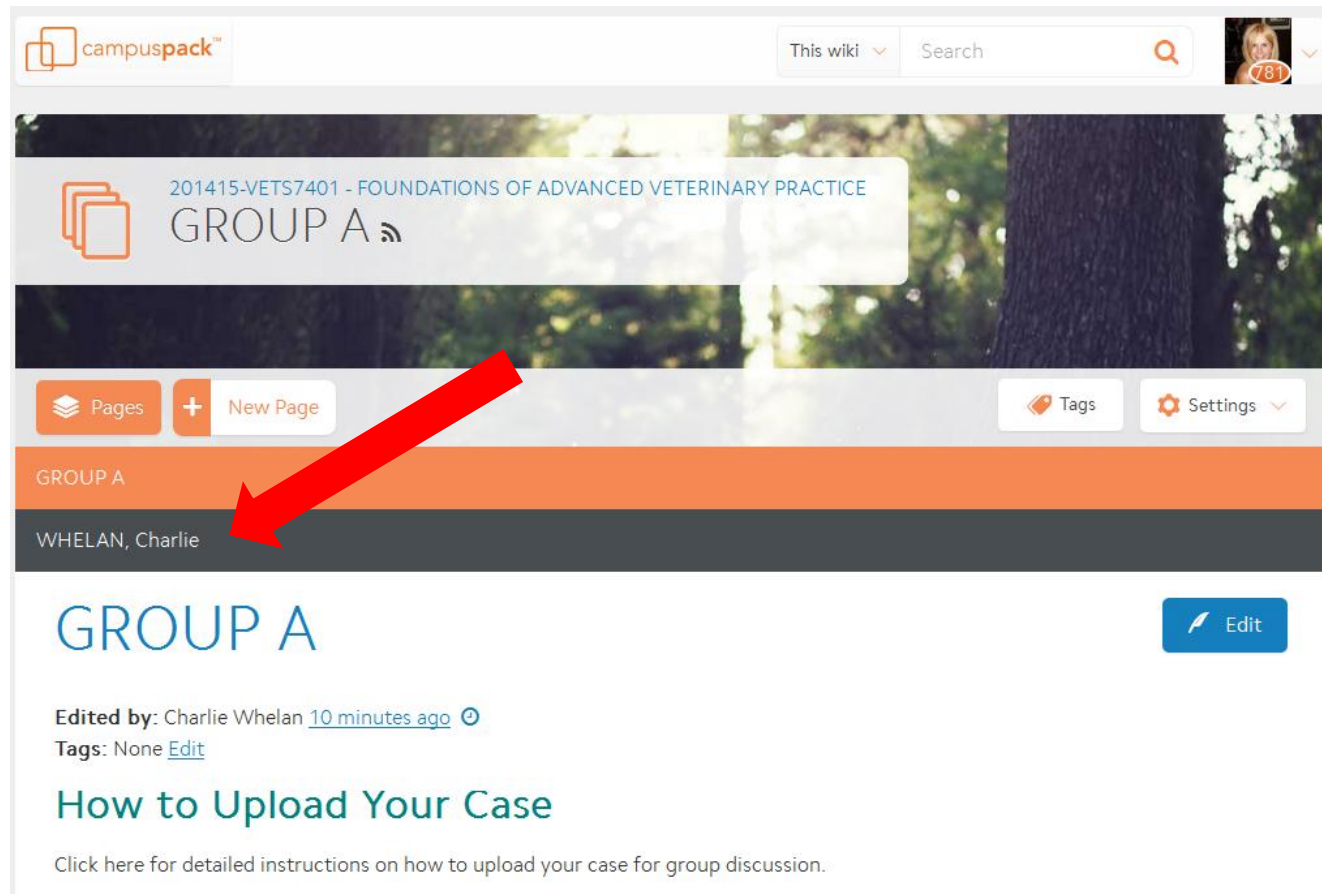 campuspack™
This wiki
Search
781
201415-VETS7401 - FOUNDATIONS OF ADVANCED VETERINARY PRACTICE
GROUP A
Pages
+ New Page
Tags
Settings
GROUP A
WHELAN, Charlie
GROUP A
Edit
Edited by: Charlie Whelan 10 minutes ago
Tags: None Edit
How to Upload Your Case
Click here for detailed instructions on how to upload your case for group discussion.